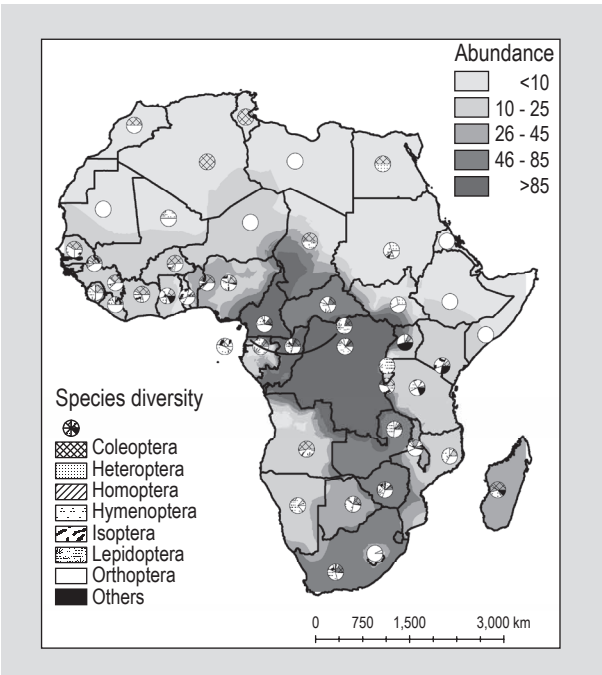 Abundance
<10
10 - 25
26 - 45
46 - 85
>85
Species diversity
Coleoptera
Heteroptera
Homoptera
Hymenoptera
Isoptera
Lepidoptera
Orthoptera
Others
0 750 1,500 3,000 km